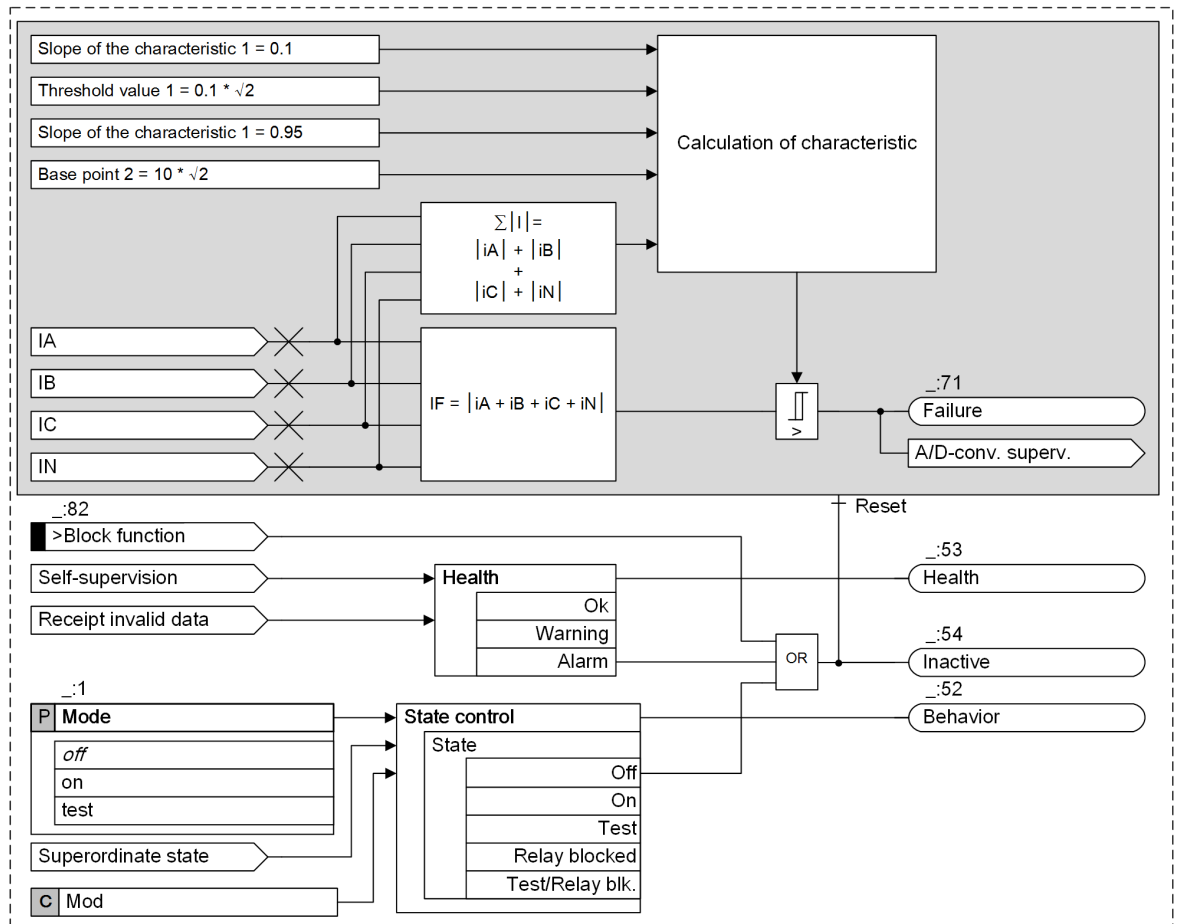 Slope of the characteristic 1 = 0.1
Threshold value 1 = 0.1 * √2
Slope of the characteristic 1 = 0.95
Base point 2 = 10 * √2
Calculation of characteristic
∑|I|=
|iA| + |iB|
+
|iC| + |iN|
IA
IB
IC
IN
IF = |iA + iB + iC + iN|
>
_:71
Failure
A/D-conv. superv.
Reset
_:82
>Block function
Self-supervision
Receipt invalid data
Health
Ok
Warning
Alarm
OR
_:53
Health
_:54
Inactive
_:52
Behavior
_:1
P Mode
off
on
test
Superordinate state
C Mod
State control
State
Off
On
Test
Relay blocked
Test/Relay blk.